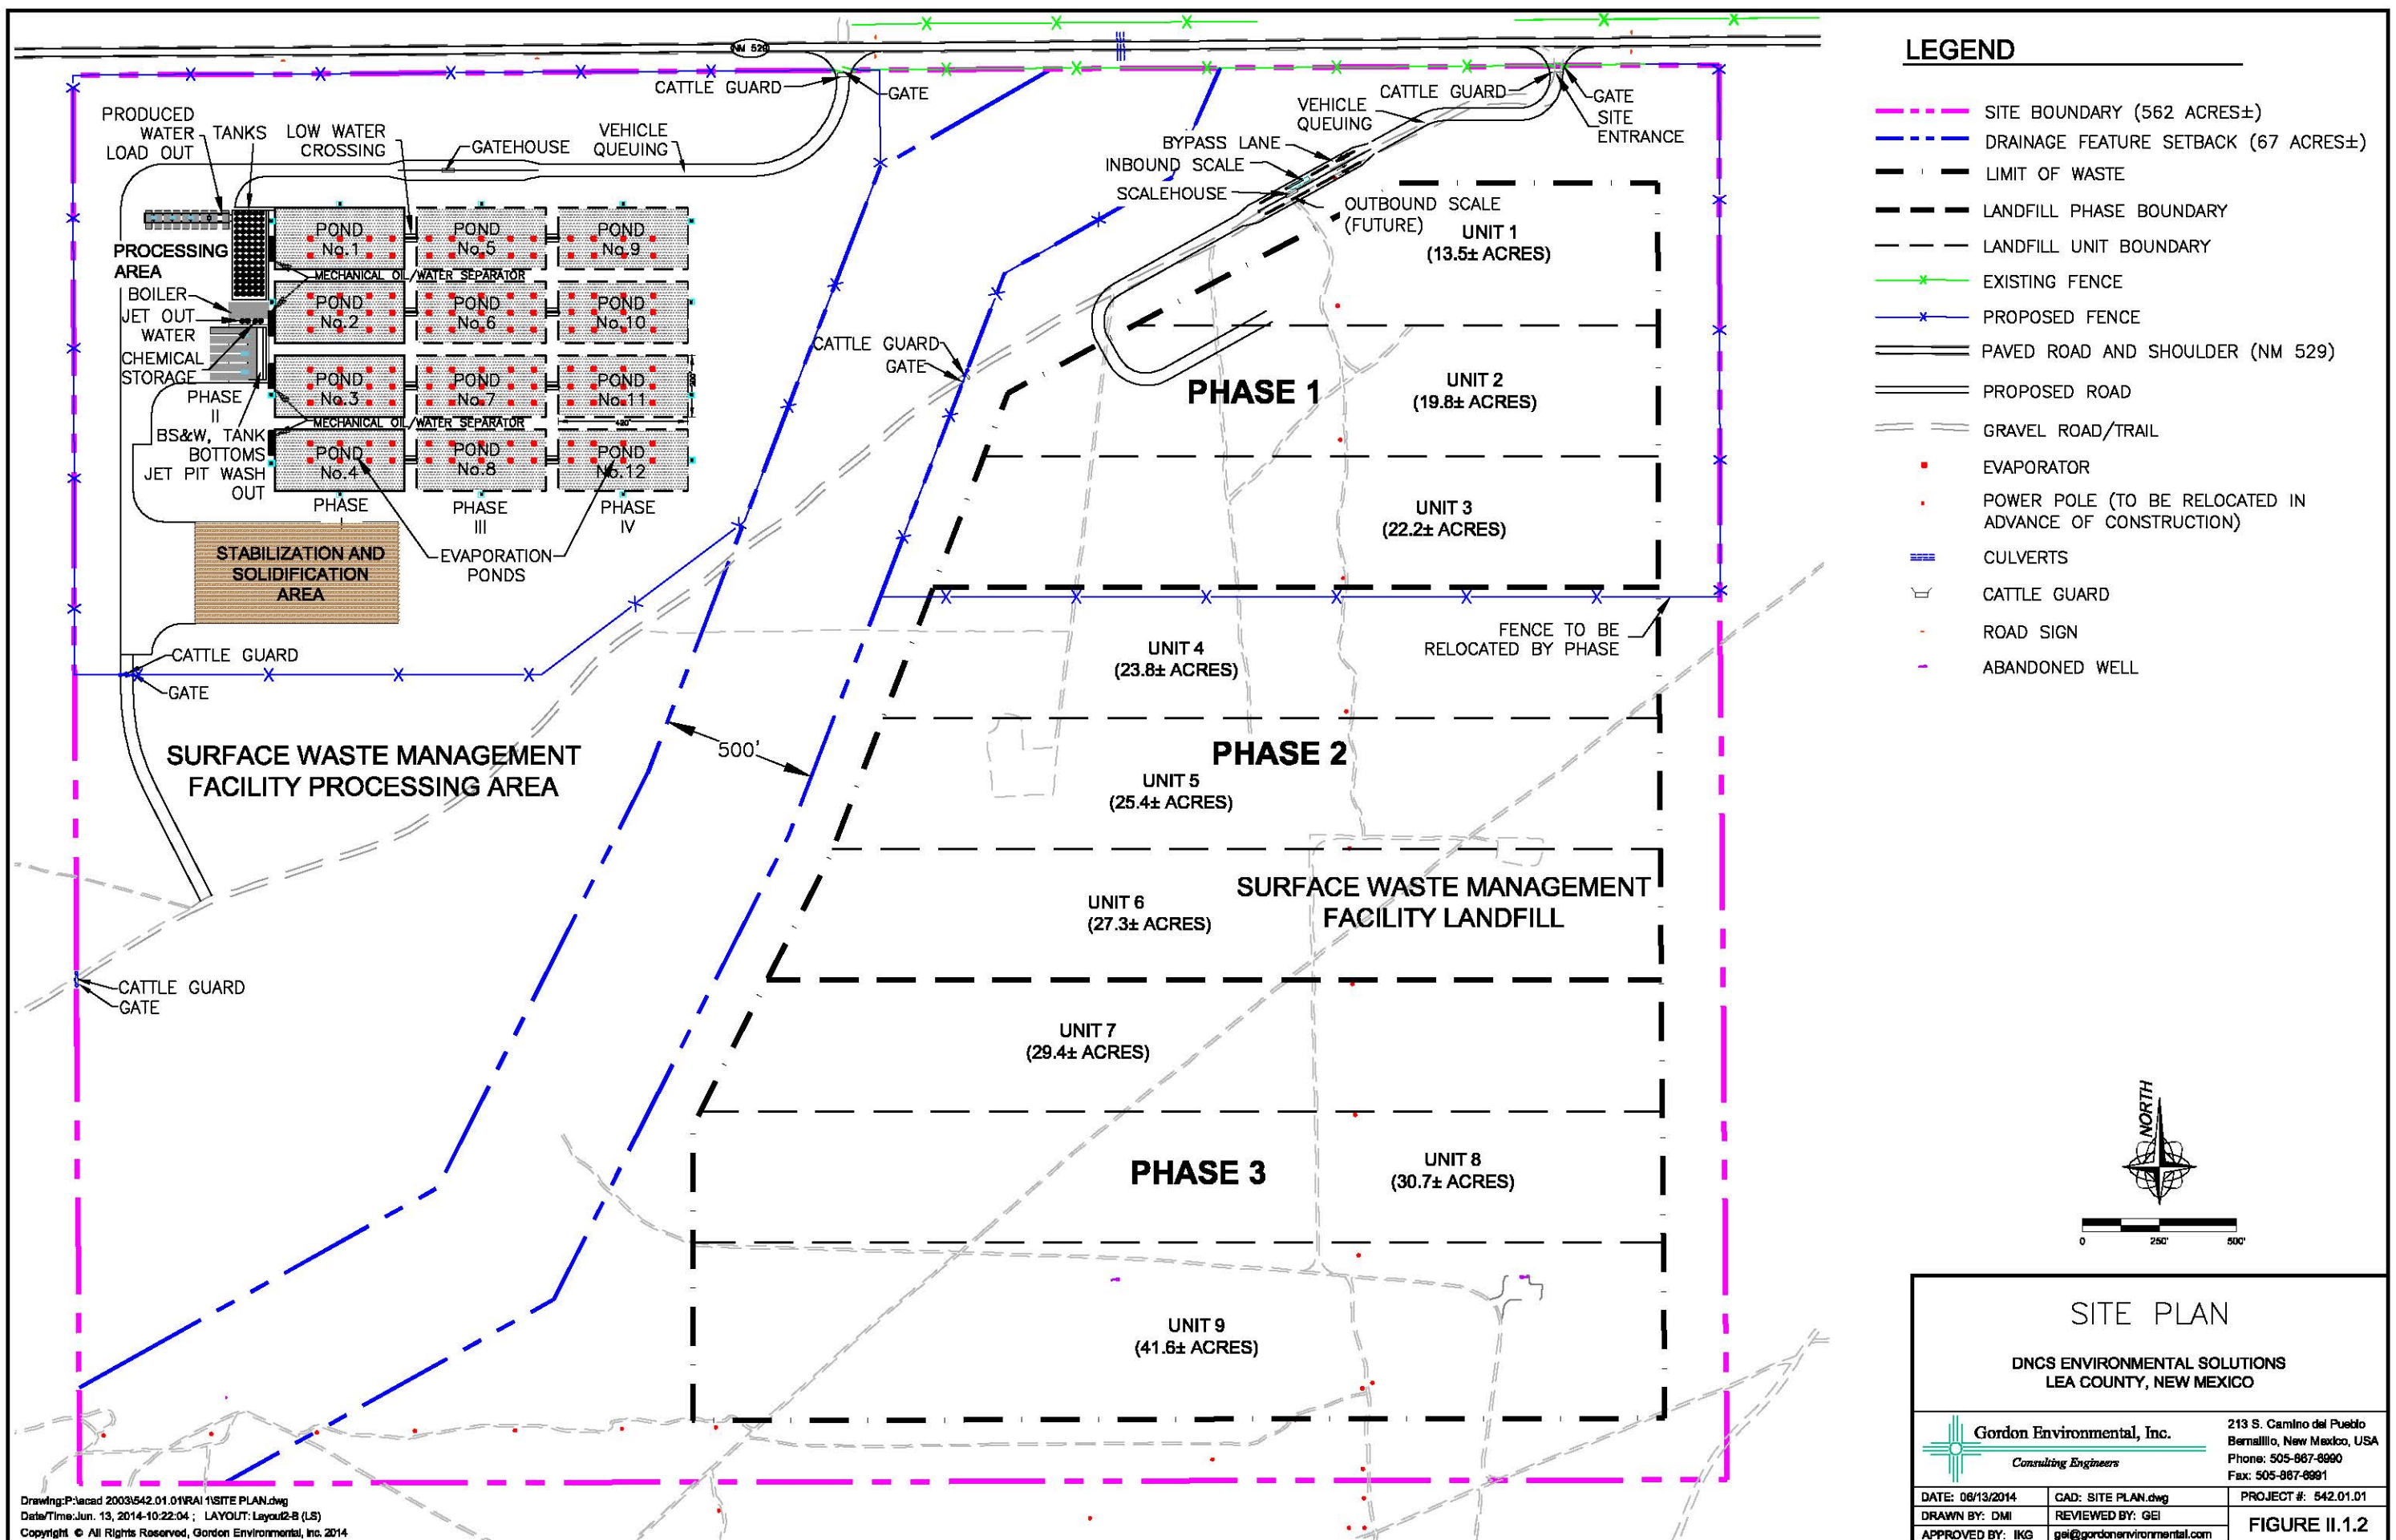 NM 529
CATTLE GUARD
GATE
PRODUCED
WATER
LOAD OUT
TANKS
LOW WATER
CROSSING
GATEHOUSE
VEHICLE
QUEUING
VEHICLE
QUEUING
CATTLE GUARD
GATE
SITE
ENTRANCE
BYPASS LANE
INBOUND SCALE
SCALEHOUSE
OUTBOUND SCALE
(FUTURE)
UNIT 1
(13.5± ACRES)
PROCESSING
AREA
BOILER
JET OUT
WATER
CHEMICAL
STORAGE
PHASE
II
BS&W, TANK
BOTTOMS
JET PIT WASH
OUT
POND
No.1
POND
No.5
POND
No.9
MECHANICAL OIL/WATER SEPARATOR
POND
No.2
POND
No.6
POND
No.10
POND
No.3
POND
No.7
POND
No.11
MECHANICAL OIL/WATER SEPARATOR
POND
No.4
POND
No.8
POND
No.12
PHASE
I
PHASE
III
PHASE
IV
EVAPORATION
PONDS
STABILIZATION AND
SOLIDIFICATION
AREA
CATTLE GUARD
GATE
CATTLE GUARD
GATE
PHASE 1
UNIT 2
(19.8± ACRES)
UNIT 3
(22.2± ACRES)
FENCE TO BE
RELOCATED BY PHASE
UNIT 4
(23.8± ACRES)
500'
PHASE 2
UNIT 5
(25.4± ACRES)
SURFACE WASTE MANAGEMENT
FACILITY PROCESSING AREA
UNIT 6
(27.3± ACRES)
SURFACE WASTE MANAGEMENT
FACILITY LANDFILL
CATTLE GUARD
GATE
UNIT 7
(29.4± ACRES)
PHASE 3
UNIT 8
(30.7± ACRES)
UNIT 9
(41.6± ACRES)
LEGEND
SITE BOUNDARY (562 ACRES±)
DRAINAGE FEATURE SETBACK (67 ACRES±)
LIMIT OF WASTE
LANDFILL PHASE BOUNDARY
LANDFILL UNIT BOUNDARY
EXISTING FENCE
PROPOSED FENCE
PAVED ROAD AND SHOULDER (NM 529)
PROPOSED ROAD
GRAVEL ROAD/TRAIL
EVAPORATOR
POWER POLE (TO BE RELOCATED IN
ADVANCE OF CONSTRUCTION)
CULVERTS
CATTLE GUARD
ROAD SIGN
ABANDONED WELL
NORTH
0 250' 500'
SITE PLAN
DNCS ENVIRONMENTAL SOLUTIONS
LEA COUNTY, NEW MEXICO
Gordon Environmental, Inc.
Consulting Engineers
213 S. Camino del Pueblo
Bernalillo, New Mexico, USA
Phone: 505-867-6990
Fax: 505-867-6991
DATE: 06/13/2014
CAD: SITE PLAN.dwg
PROJECT #: 542.01.01
DRAWN BY: DMI
REVIEWED BY: GEI
APPROVED BY: IKG
gei@gordonenvironmental.com
FIGURE II.1.2
Drawing:P:\acad 2003\542.01.01\RAI 1\SITE PLAN.dwg
Date/Time:Jun. 13, 2014-10:22:04 ; LAYOUT: Layout2-B (LS)
Copyright © All Rights Reserved, Gordon Environmental, Inc. 2014